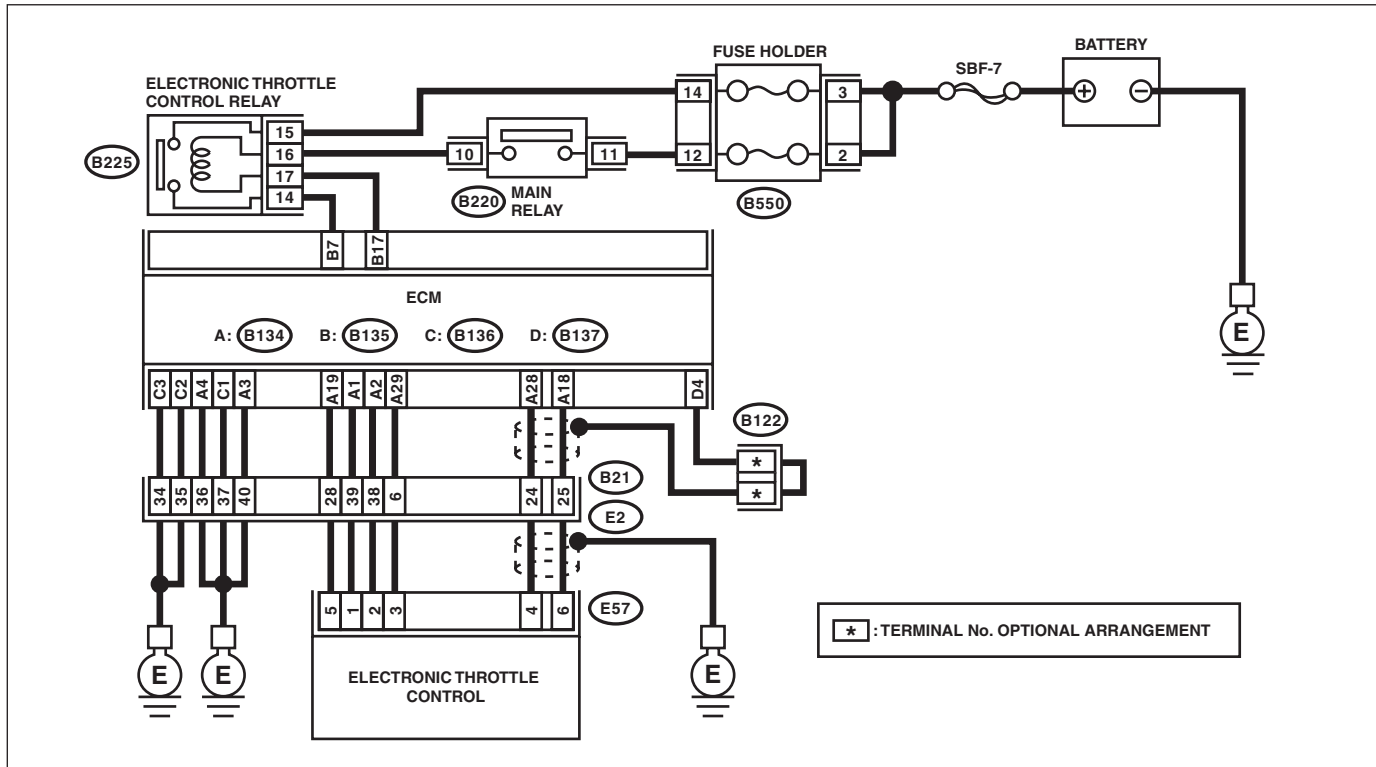 BATTERY
FUSE HOLDER
SBF-7
ELECTRONIC THROTTLE
CONTROL RELAY
14
3
+
−
15
B225
16
10
11
12
2
17
14
B220
MAIN
RELAY
B550
B7
B17
ECM
E
A: B134 B: B135 C: B136 D: B137
C3
C2
A4
C1
A3
A19
A1
A2
A29
A28
A18
D4
B122
*
*
B21
34
35
36
37
40
28
39
38
6
24
25
E2
5
1
2
3
4
6
E57
* : TERMINAL No. OPTIONAL ARRANGEMENT
E
E
ELECTRONIC THROTTLE
CONTROL
E